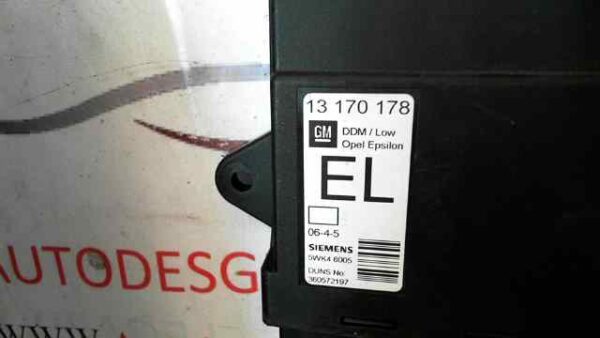 13 170 178
GM
DDM / Low
Opel Epsilon
EL
06-4-5
SIEMENS
5WK4 6005
DUNS No:
360572197
AUTODESG
WWW